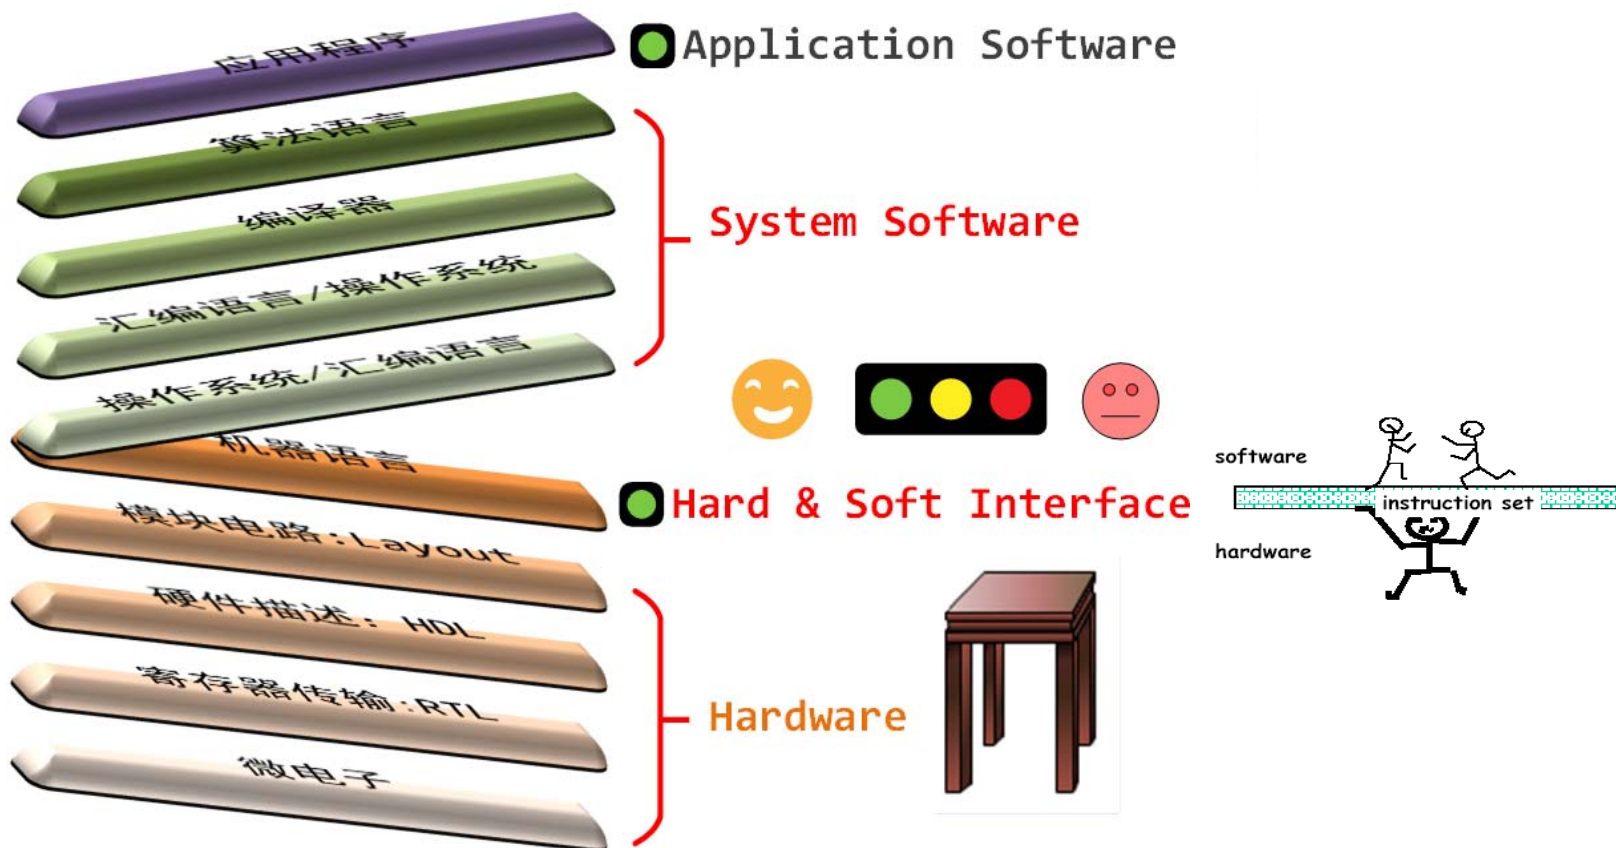 应用程序
Application Software
算法语言
编译器
System Software
汇编语言/操作系统
操作系统/汇编语言
机器语言
Hard & Soft Interface
software
instruction set
hardware
模块电路:Layout
硬件描述: HDL
寄存器传输:RTL
Hardware
微电子